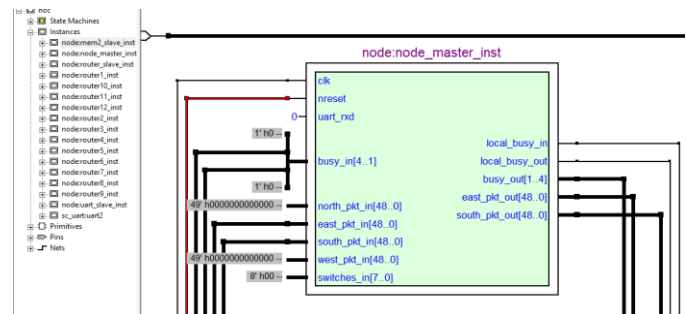 noc
State Machines
Instances
node:mem2_slave_inst
node:node_master_inst
node:router_slave_inst
node:router1_inst
node:router10_inst
node:router11_inst
node:router12_inst
node:router2_inst
node:router3_inst
node:router4_inst
node:router5_inst
node:router6_inst
node:router7_inst
node:router8_inst
node:router9_inst
node:uart_slave_inst
sc_uart:uart2
Primitives
Pins
Nets
node:node_master_inst
clk
nreset
0
uart_rxd
1' h0 --
local_busy_in
local_busy_out
busy_in[4..1]
busy_out[1..4]
1' h0 --
east_pkt_out[48..0]
49' h0000000000000 --
north_pkt_in[48..0]
south_pkt_out[48..0]
east_pkt_in[48..0]
south_pkt_in[48..0]
49' h0000000000000 --
west_pkt_in[48..0]
8' h00 --
switches_in[7..0]